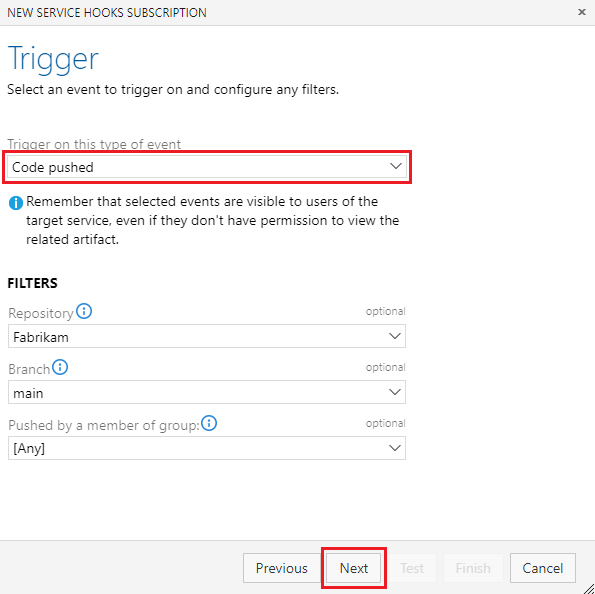 NEW SERVICE HOOKS SUBSCRIPTION
Trigger
Select an event to trigger on and configure any filters.
Trigger on this type of event
Code pushed
Remember that selected events are visible to users of the
target service, even if they don't have permission to view the
related artifact.
FILTERS
Repository optional
Fabrikam
Branch optional
main
Pushed by a member of group: optional
[Any]
Previous Next Test Finish Cancel